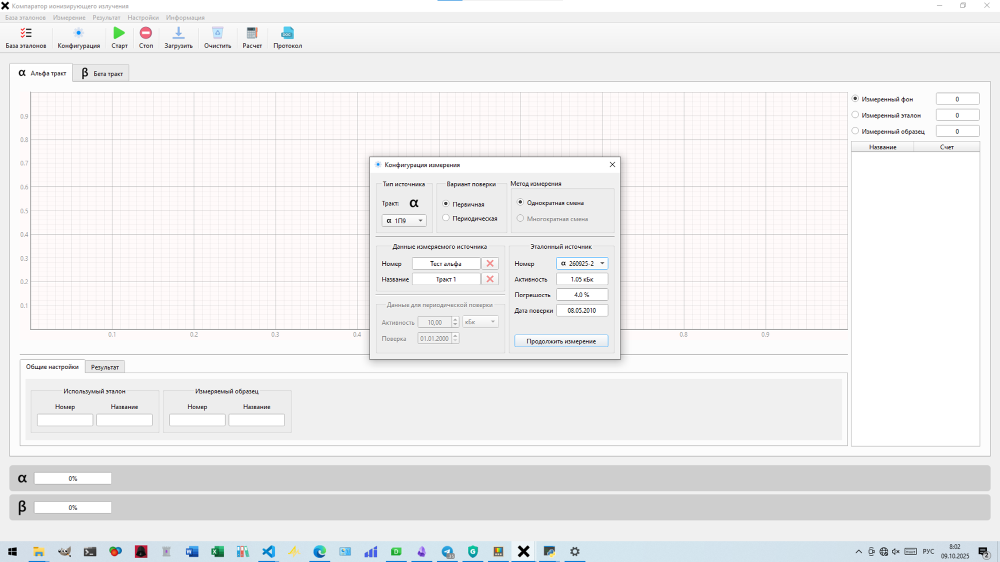 Компаратор ионизирующего излучения
База эталонов Измерение Результат Настройки Информация
База эталонов Конфигурация Старт Стоп Загрузить Очистить Расчет DOC Протокол
α Альфа тракт β Бета тракт
0.9
0.8
0.7
0.6
0.5
0.4
0.3
0.2
0.1
0.1 0.2 0.3 0.4 0.8 0.9
Измеренный фон 0
Измеренный эталон 0
Измеренный образец 0
Название Счет
Конфигурация измерения
Тип источника
Тракт: α
α 1П9
Вариант поверки
Первичная
Периодическая
Метод измерения
Однократная смена
Многократная смена
Данные измеряемого источника
Номер Тест альфа
Название Тракт 1
Данные для периодической поверки
Активность 10,00 кБк
Поверка 01.01.2000
Эталонный источник
Номер α 260925-2
Активность 1.05 кБк
Погрешость 4.0 %
Дата поверки 08.05.2010
Продолжить измерение
Общие настройки Результат
Использумый эталон
Номер Название
Измеряемый образец
Номер Название
α 0%
β 0%
35
РУС
8:02
09.10.2025
2